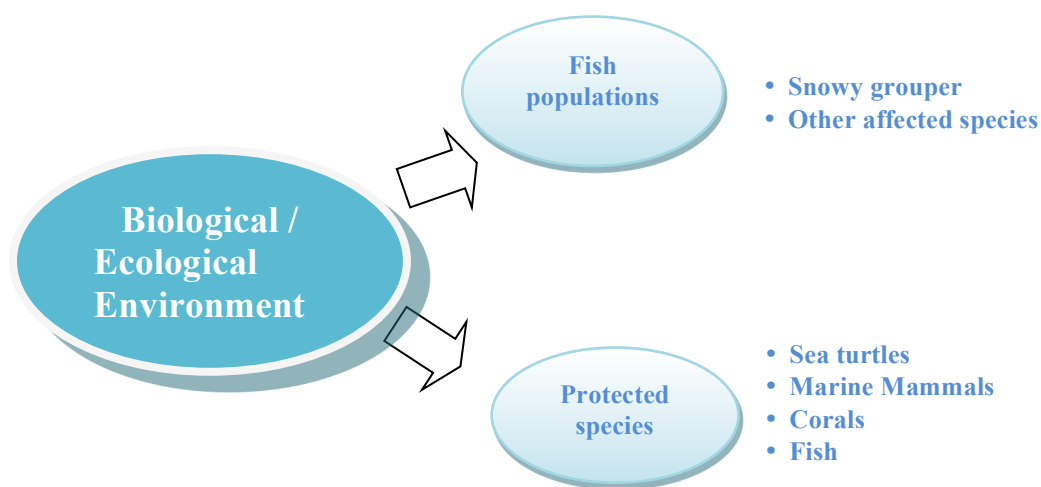 Biological /
Ecological
Environment
Fish
populations
• Snowy grouper
• Other affected species
Protected
species
• Sea turtles
• Marine Mammals
• Corals
• Fish